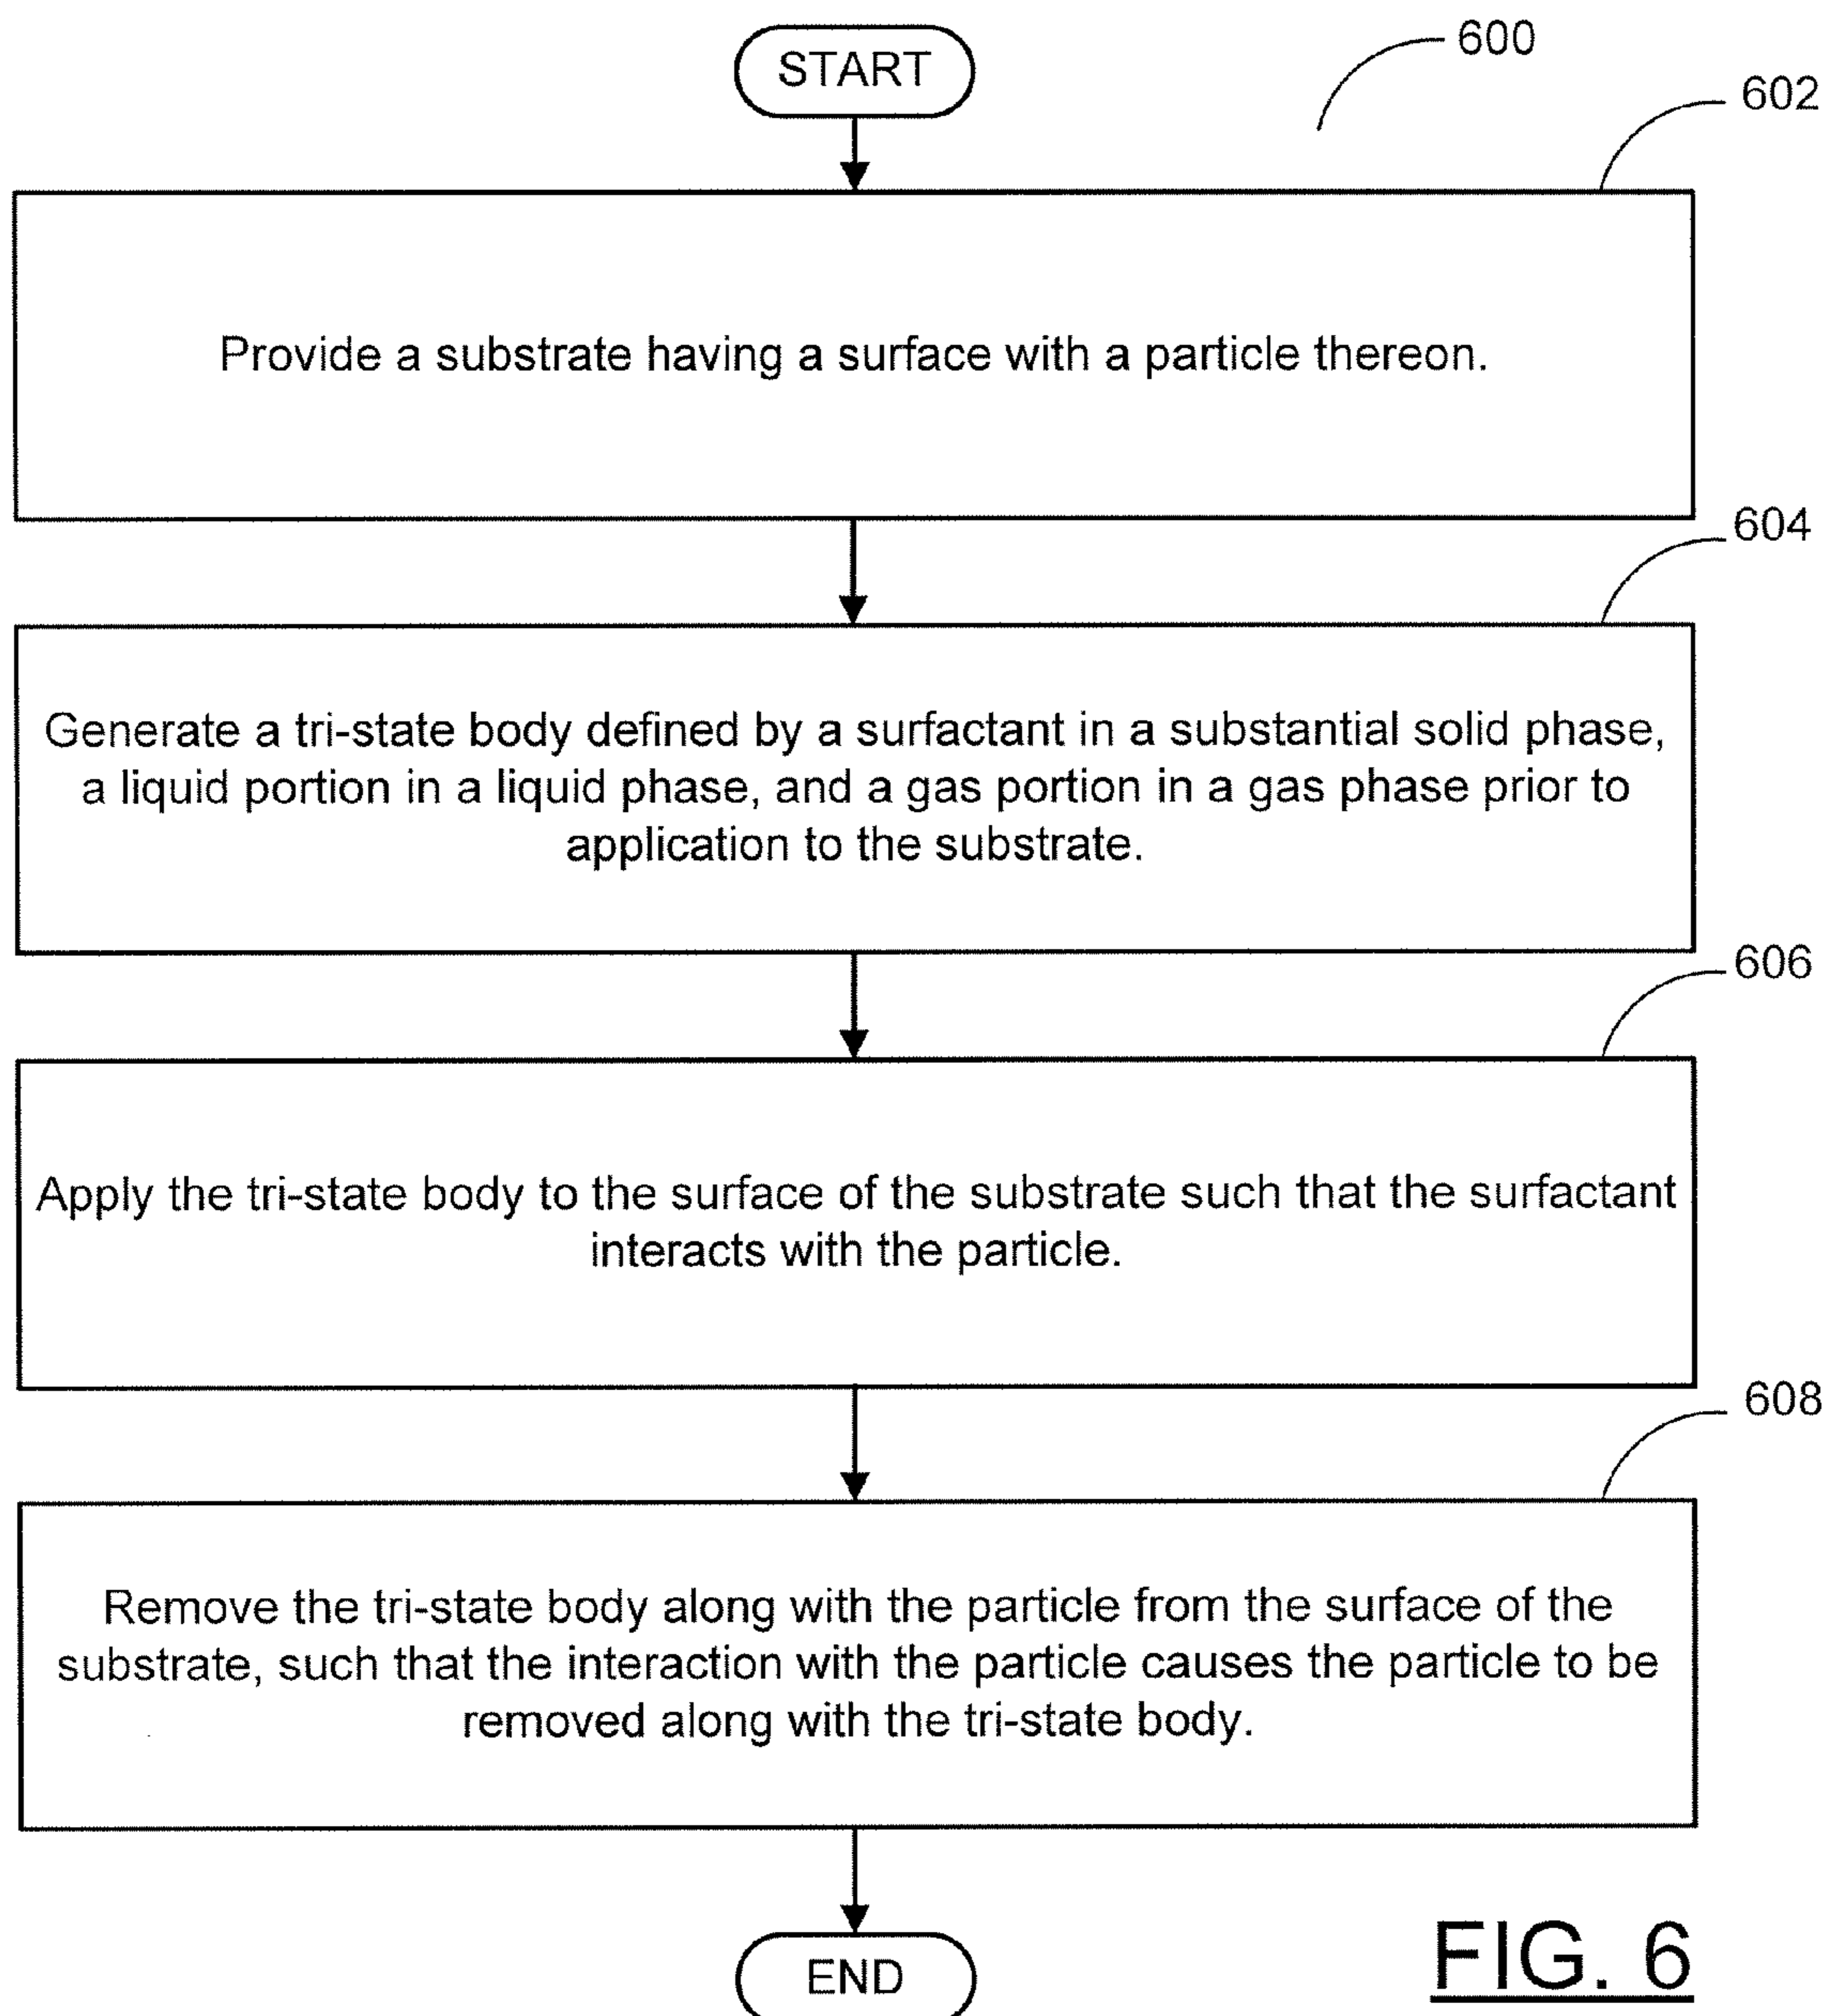 START
600
602
Provide a substrate having a surface with a particle thereon.
604
Generate a tri-state body defined by a surfactant in a substantial solid phase,
a liquid portion in a liquid phase, and a gas portion in a gas phase prior to
application to the substrate.
606
Apply the tri-state body to the surface of the substrate such that the surfactant
interacts with the particle.
608
Remove the tri-state body along with the particle from the surface of the
substrate, such that the interaction with the particle causes the particle to be
removed along with the tri-state body.
END
FIG. 6